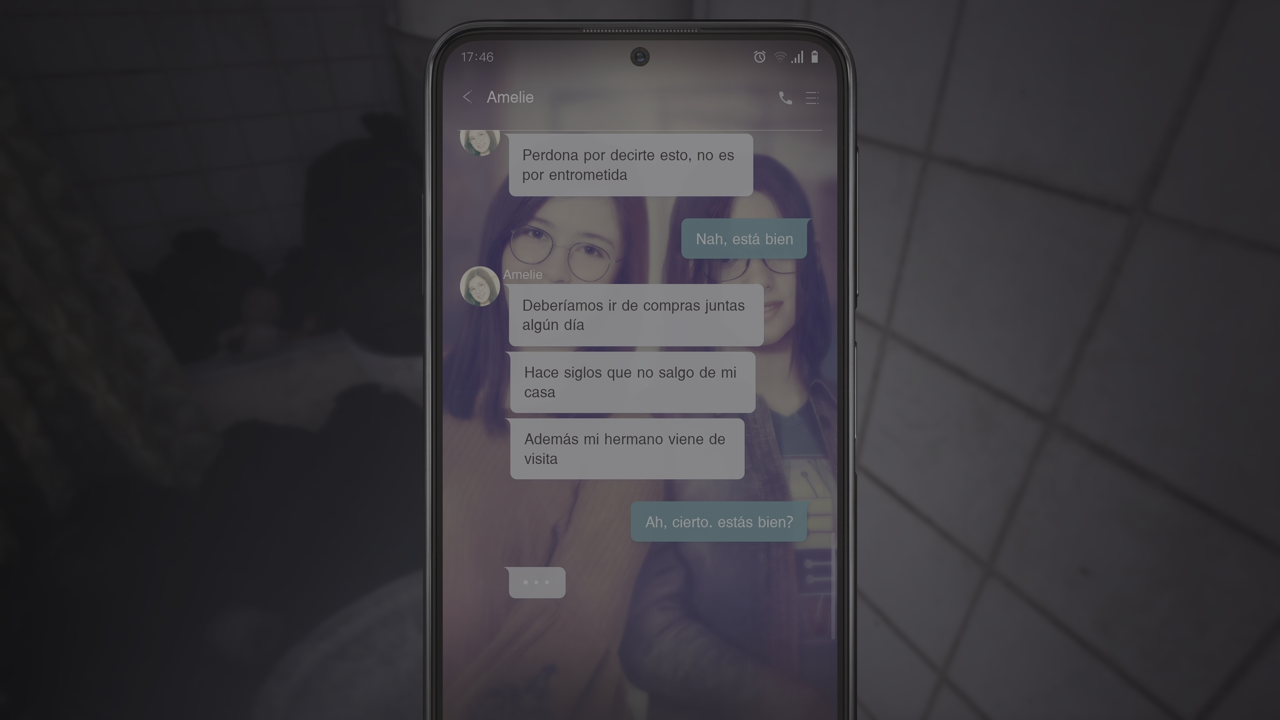 17:46
Amelie
Perdona por decirte esto, no es
por entrometida
Nah, está bien
Amelie
Deberíamos ir de compras juntas
algún día
Hace siglos que no salgo de mi
casa
Además mi hermano viene de
visita
Ah, cierto. estás bien?